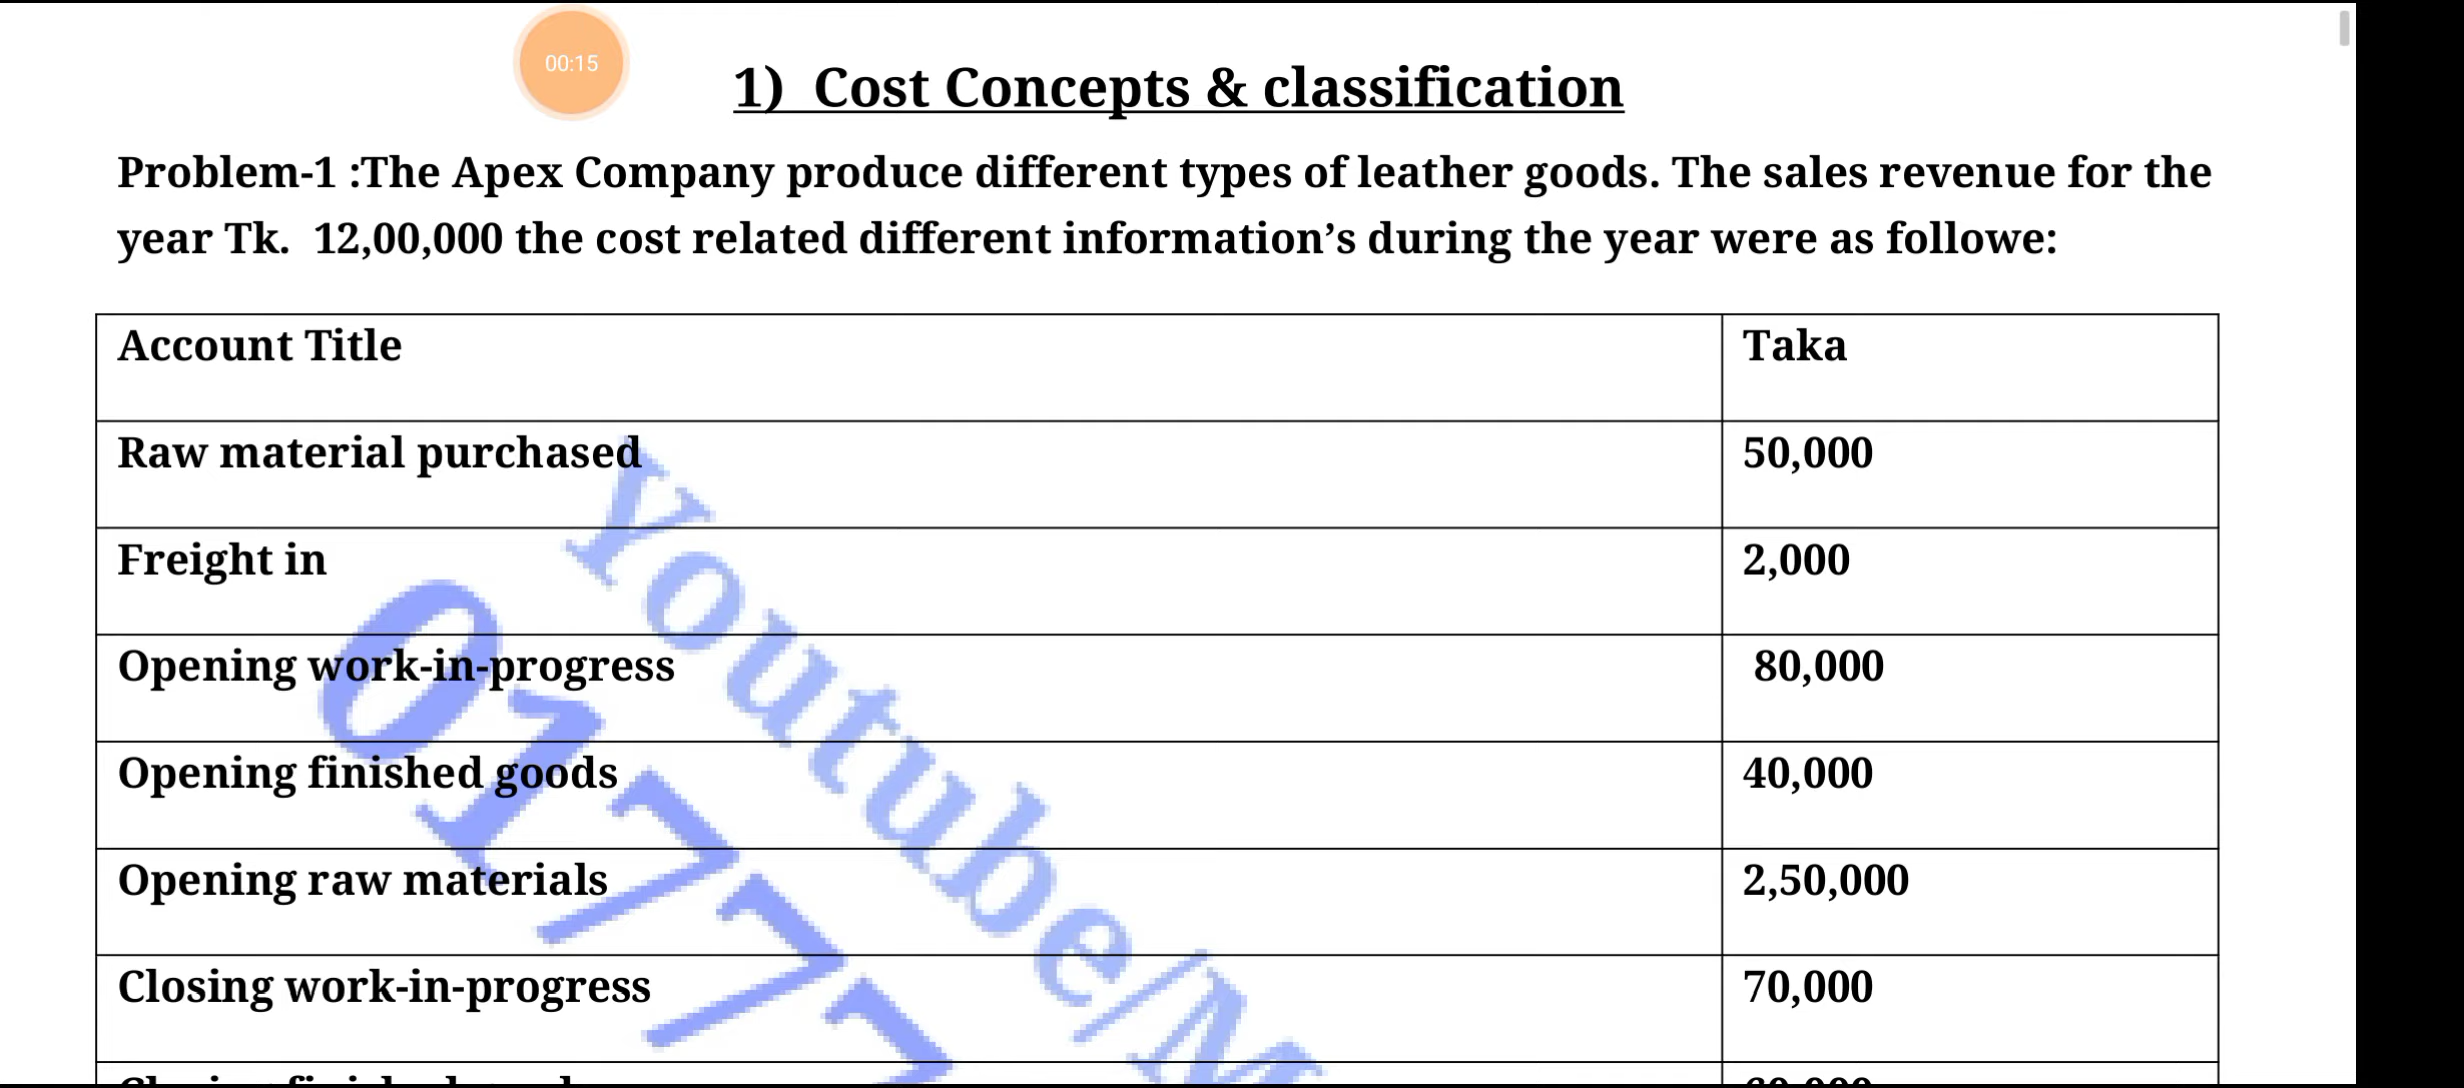 00:15
1) Cost Concepts & classification
Problem-1 :The Apex Company produce different types of leather goods. The sales revenue for the
year Tk. 12,00,000 the cost related different information’s during the year were as followe:
Account Title Taka
Raw material purchased 50,000
Freight in 2,000
Opening work-in-progress 80,000
Opening finished goods 40,000
Opening raw materials 2,50,000
Closing work-in-progress 70,000
Youtube/M
01777